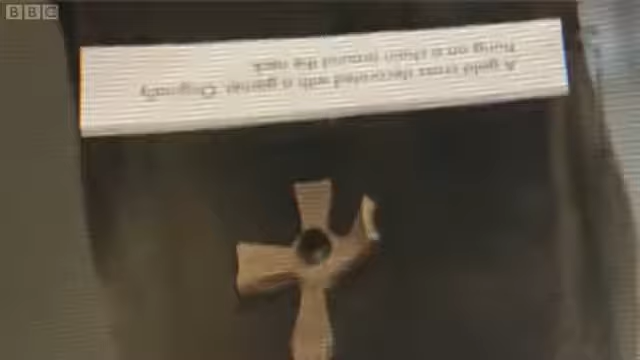 BBC
A gold cross decorated with a garnet. Originally
hung on a chain around the neck